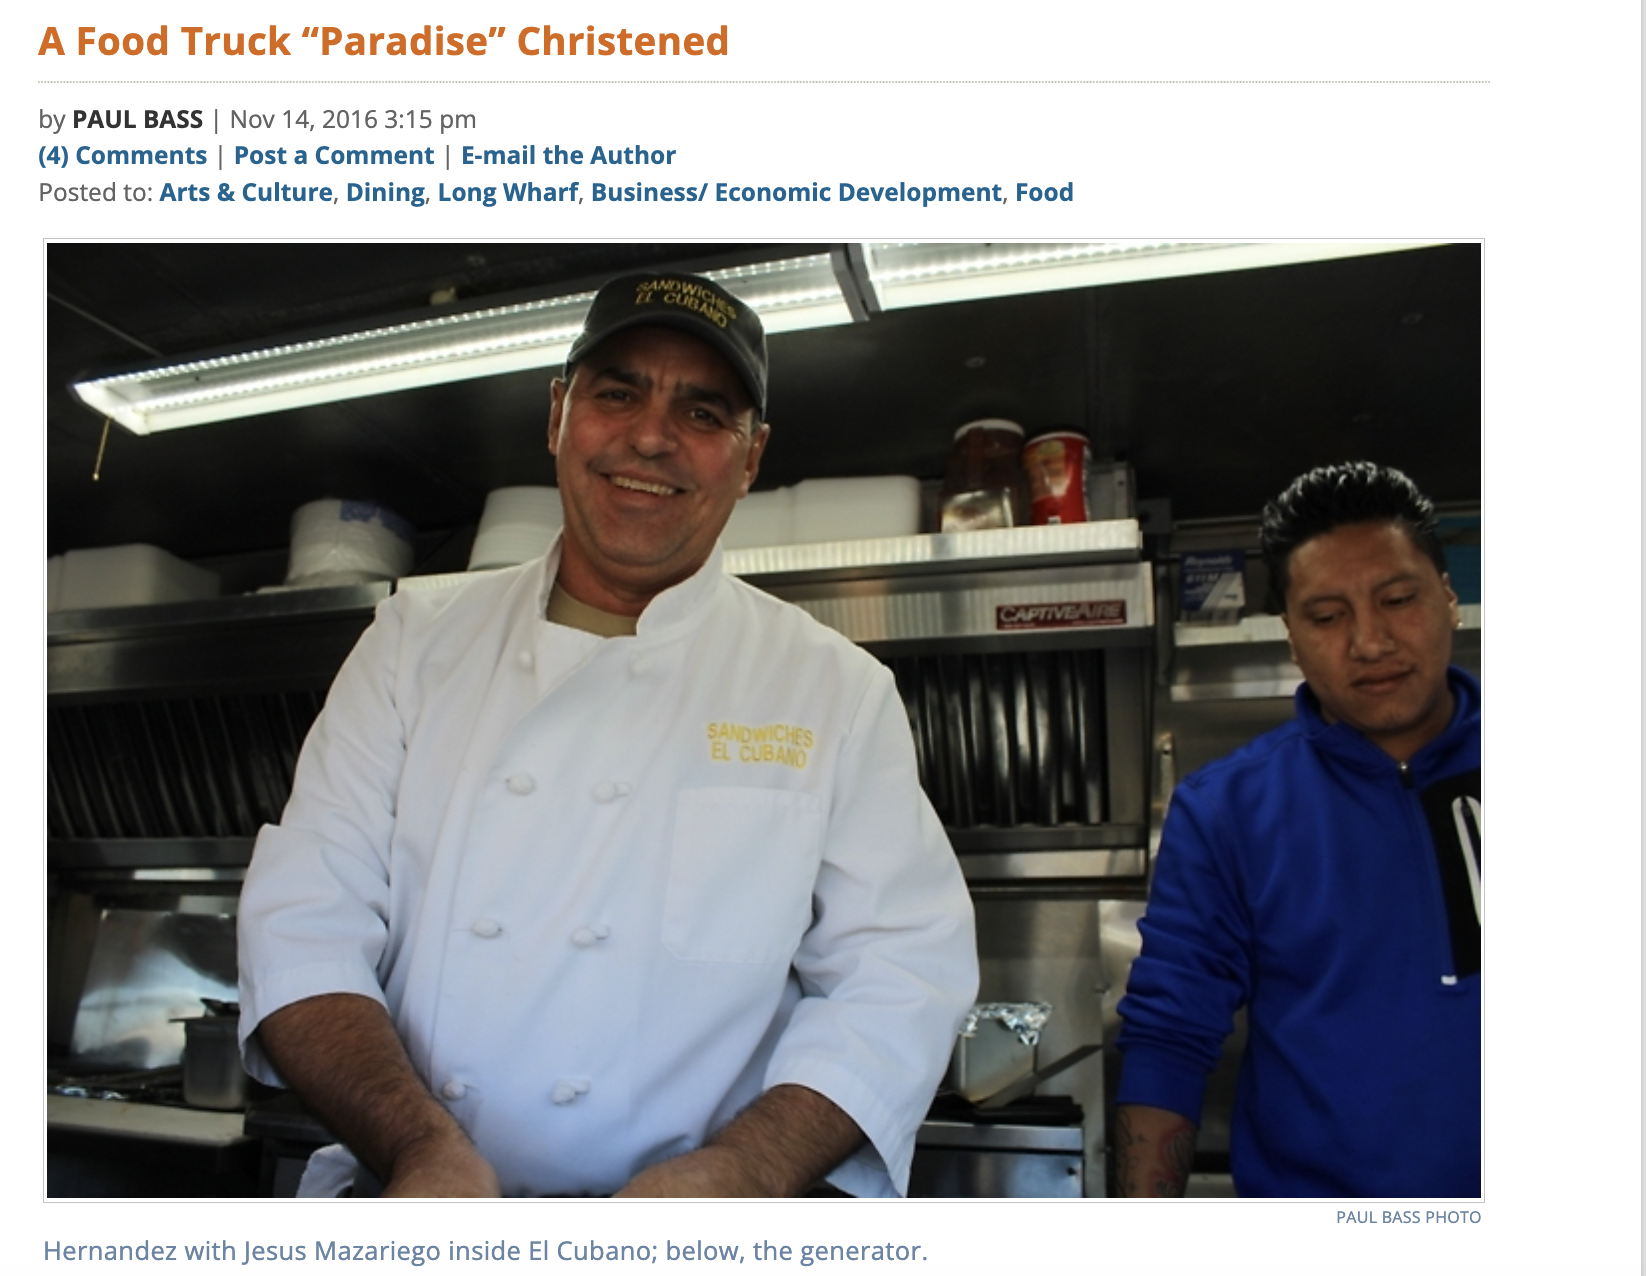 A Food Truck “Paradise” Christened
by PAUL BASS | Nov 14, 2016 3:15 pm
(4) Comments | Post a Comment | E-mail the Author
Posted to: Arts & Culture, Dining, Long Wharf, Business/ Economic Development, Food
SANDWICHES
EL CUBANO
CAPTIVEAIRE
Reynolds
SANDWICHES
EL CUBANO
PAUL BASS PHOTO
Hernandez with Jesus Mazariego inside El Cubano; below, the generator.